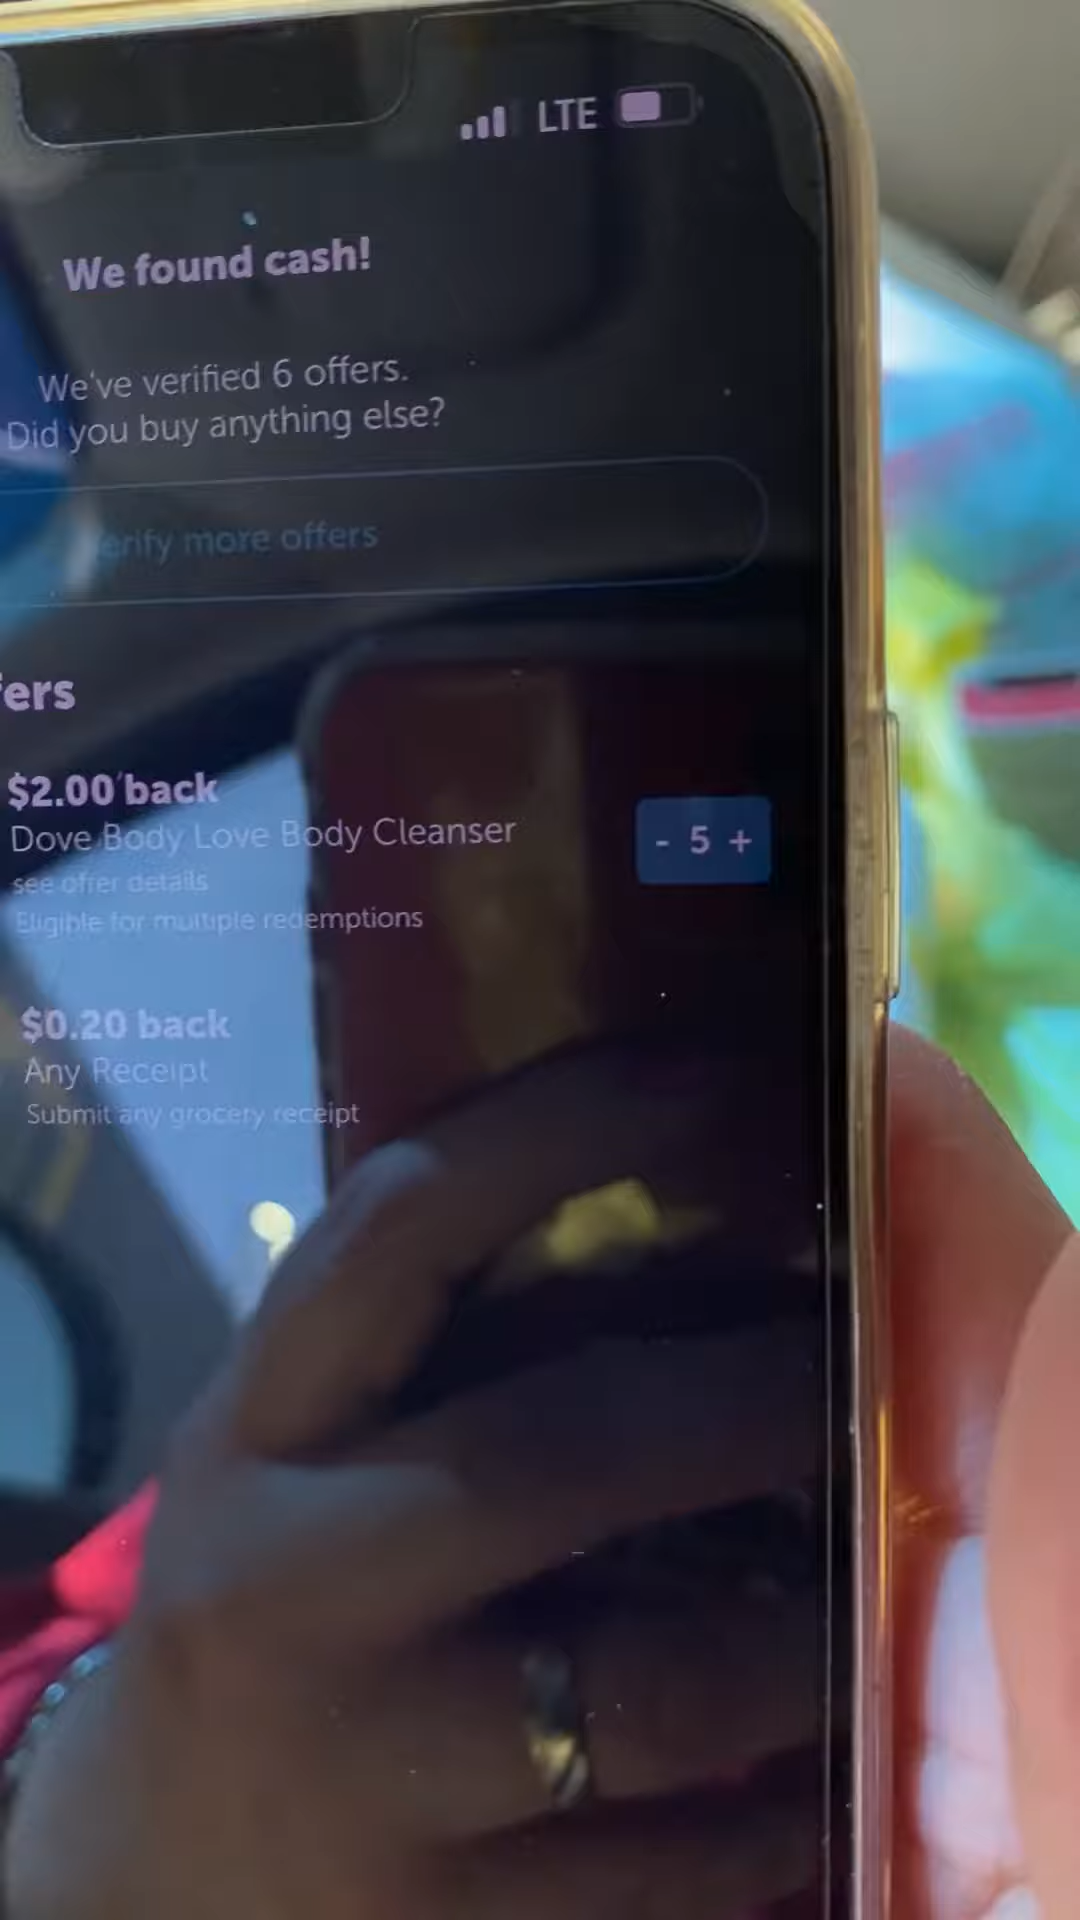 LTE
We found cash!
We've verified 6 offers.
Did you buy anything else?
erify more offers
fers
$2.00 back
Dove Body Love Body Cleanser
- 5 +
see offer details
Eligible for multiple redemptions
$0.20 back
Any Receipt
Submit any grocery receipt